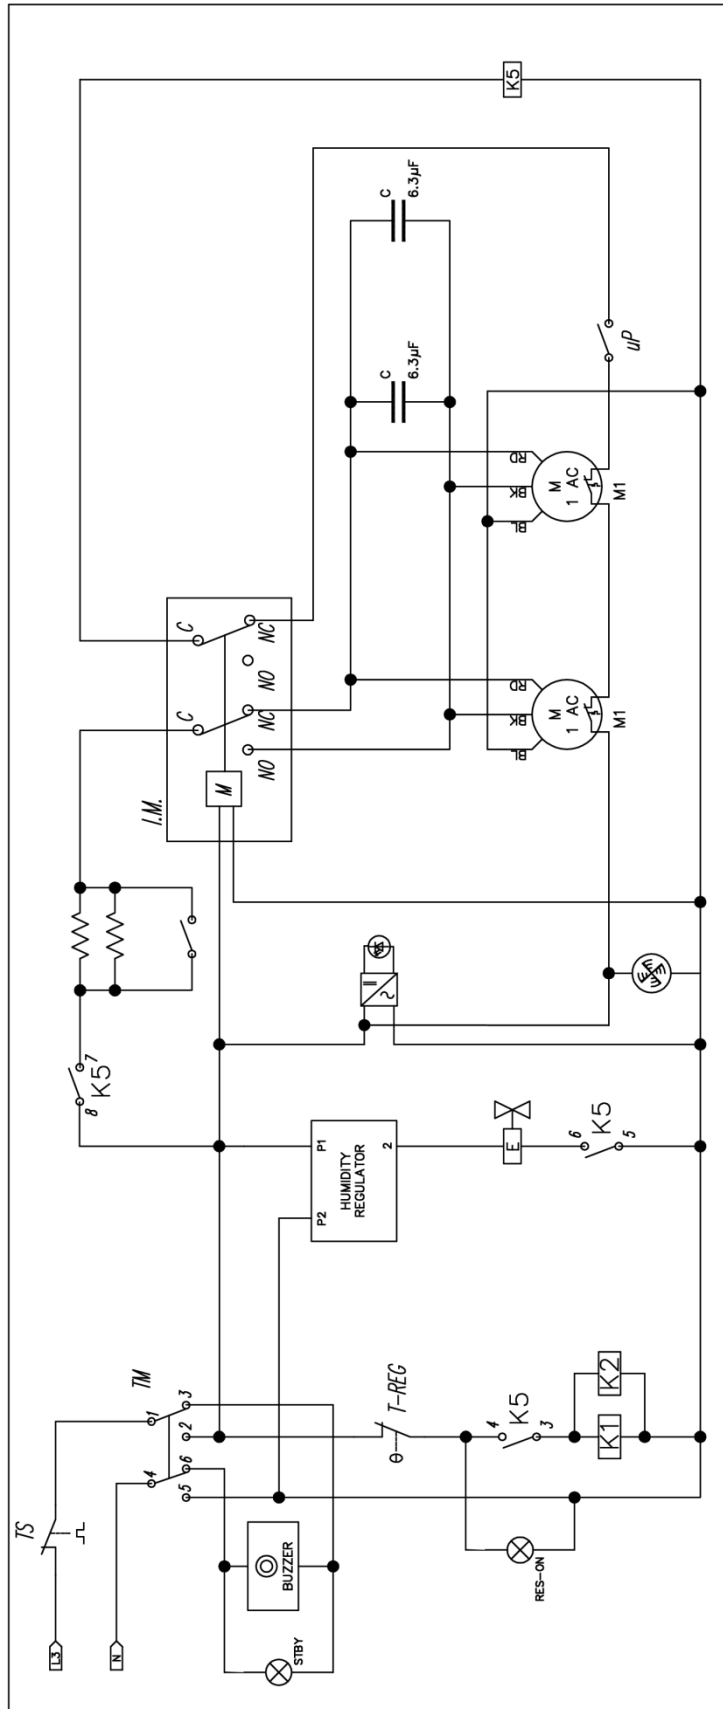 K5
C
6.3µF
C
6.3µF
uP
RD
BK
BL
M
1 AC
M1
RD
BK
BL
M
1 AC
M1
C
NC
NO
C
NC
NO
M
I.M.
7
K5
8
P1
P2
2
HUMIDITY
REGULATOR
E
6
K5
5
TM
1
3
2
4
6
5
T-REG
θ
4
K5
3
K2
K1
TS
BUZZER
STBY
RES-ON
L3
N